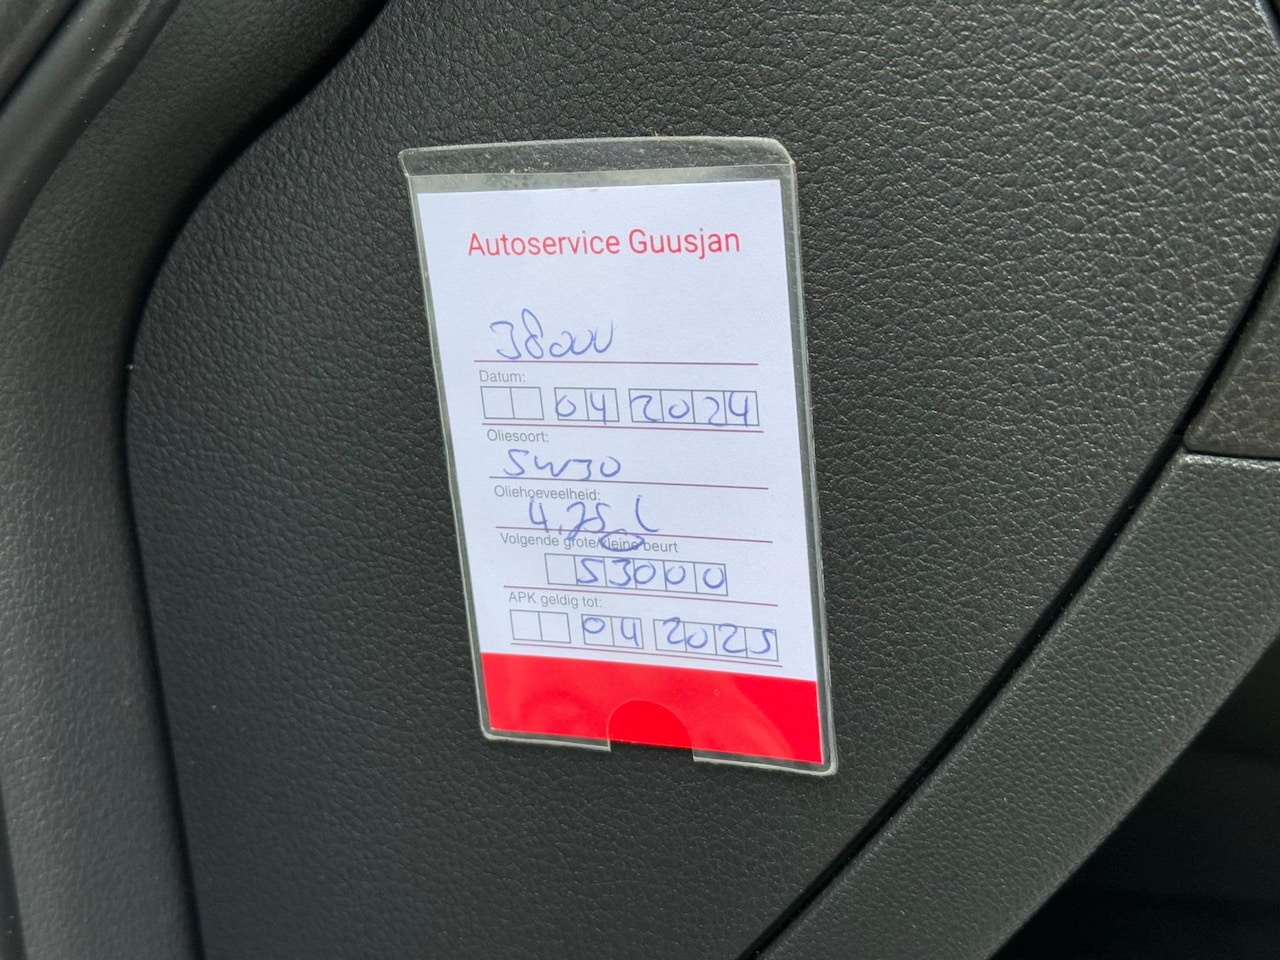 Autoservice Guusjan
38000
Datum:
04 2024
Oliesoort:
5W30
Oliehoeveelheid:
4.25 l
Volgende grote/kleine beurt
53000
APK geldig tot:
04 2025